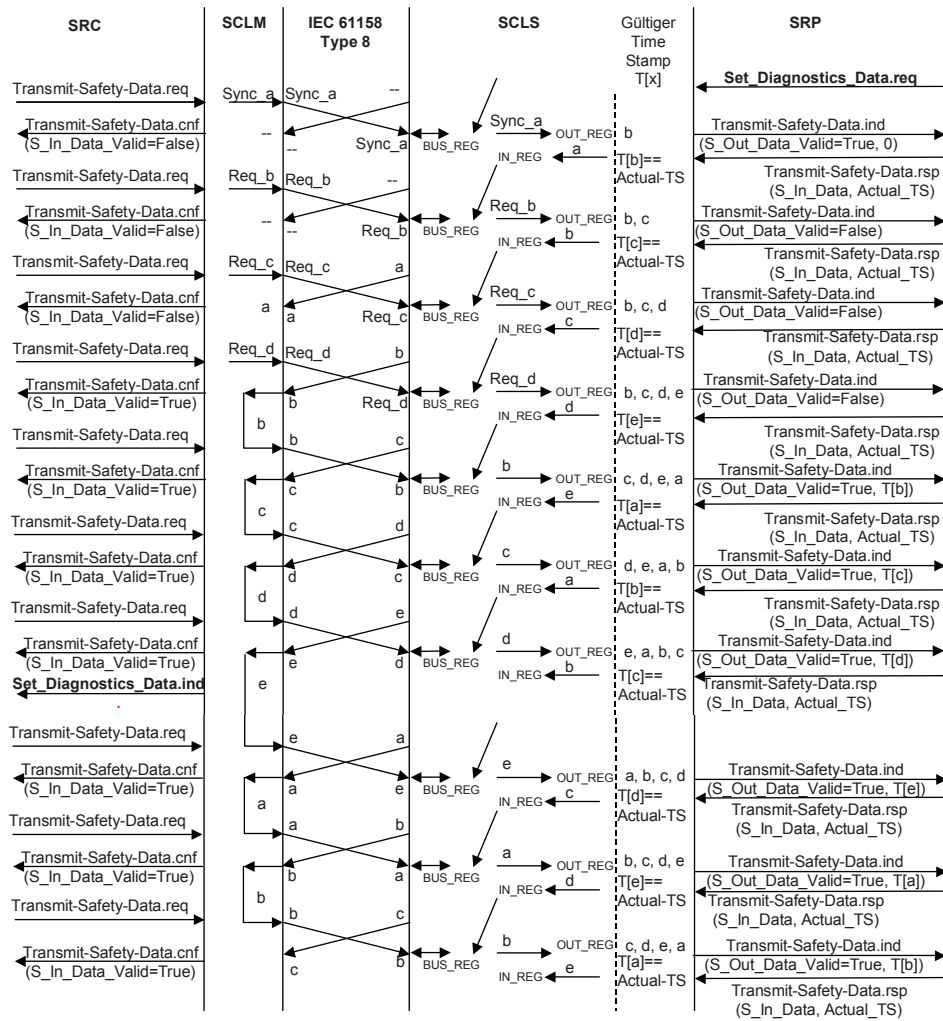 SRC SCLM IEC 61158 SCLS Gültiger SRP
Type 8 Time
Stamp
T[x]
Set_Diagnostics_Data.req
Transmit-Safety-Data.req Sync_a Sync_a --
Transmit-Safety-Data.cnf -- Sync_a OUT_REG b Transmit-Safety-Data.ind
(S_In_Data_Valid=False) -- Sync_a BUS_REG (S_Out_Data_Valid=True, 0)
IN_REG a T[b]==
Actual-TS
Transmit-Safety-Data.req Req_b Req_b -- Transmit-Safety-Data.rsp
(S_In_Data, Actual_TS)
Transmit-Safety-Data.cnf -- Req_b OUT_REG b, c Transmit-Safety-Data.ind
(S_In_Data_Valid=False) -- Req_b BUS_REG (S_Out_Data_Valid=False)
IN_REG b T[c]==
Actual-TS
Transmit-Safety-Data.req Req_c Req_c a Transmit-Safety-Data.rsp
(S_In_Data, Actual_TS)
Transmit-Safety-Data.cnf a Req_c OUT_REG b, c, d Transmit-Safety-Data.ind
(S_In_Data_Valid=False) a Req_c BUS_REG (S_Out_Data_Valid=False)
IN_REG c T[d]==
Actual-TS
Transmit-Safety-Data.req Req_d Req_d b Transmit-Safety-Data.rsp
(S_In_Data, Actual_TS)
Transmit-Safety-Data.cnf Req_d OUT_REG b, c, d, e Transmit-Safety-Data.ind
(S_In_Data_Valid=True) b Req_d BUS_REG (S_Out_Data_Valid=False)
b IN_REG d T[e]==
Actual-TS
Transmit-Safety-Data.req b c Transmit-Safety-Data.rsp
(S_In_Data, Actual_TS)
Transmit-Safety-Data.cnf b OUT_REG c, d, e, a Transmit-Safety-Data.ind
(S_In_Data_Valid=True) c b BUS_REG (S_Out_Data_Valid=True, T[b])
c IN_REG e T[a]==
Actual-TS
Transmit-Safety-Data.req c d Transmit-Safety-Data.rsp
(S_In_Data, Actual_TS)
Transmit-Safety-Data.cnf c OUT_REG d, e, a, b Transmit-Safety-Data.ind
(S_In_Data_Valid=True) d c BUS_REG (S_Out_Data_Valid=True, T[c])
d IN_REG a T[b]==
Actual-TS
Transmit-Safety-Data.req d e Transmit-Safety-Data.rsp
(S_In_Data, Actual_TS)
Transmit-Safety-Data.cnf d OUT_REG e, a, b, c Transmit-Safety-Data.ind
(S_In_Data_Valid=True) e d BUS_REG (S_Out_Data_Valid=True, T[d])
Set_Diagnostics_Data.ind e IN_REG b T[c]== Transmit-Safety-Data.rsp
Actual-TS (S_In_Data, Actual_TS)
Transmit-Safety-Data.req e a
Transmit-Safety-Data.cnf e OUT_REG a, b, c, d Transmit-Safety-Data.ind
(S_In_Data_Valid=True) a e BUS_REG (S_Out_Data_Valid=True, T[e])
a IN_REG c T[d]== Transmit-Safety-Data.rsp
Actual-TS (S_In_Data, Actual_TS)
Transmit-Safety-Data.req a b
Transmit-Safety-Data.cnf a OUT_REG b, c, d, e Transmit-Safety-Data.ind
(S_In_Data_Valid=True) b a BUS_REG (S_Out_Data_Valid=True, T[a])
b IN_REG d T[e]== Transmit-Safety-Data.rsp
Actual-TS (S_In_Data, Actual_TS)
Transmit-Safety-Data.req b c
Transmit-Safety-Data.cnf b OUT_REG c, d, e, a Transmit-Safety-Data.ind
(S_In_Data_Valid=True) c b BUS_REG T[a]== (S_Out_Data_Valid=True, T[b])
IN_REG e Actual-TS
Transmit-Safety-Data.rsp
(S_In_Data, Actual_TS)